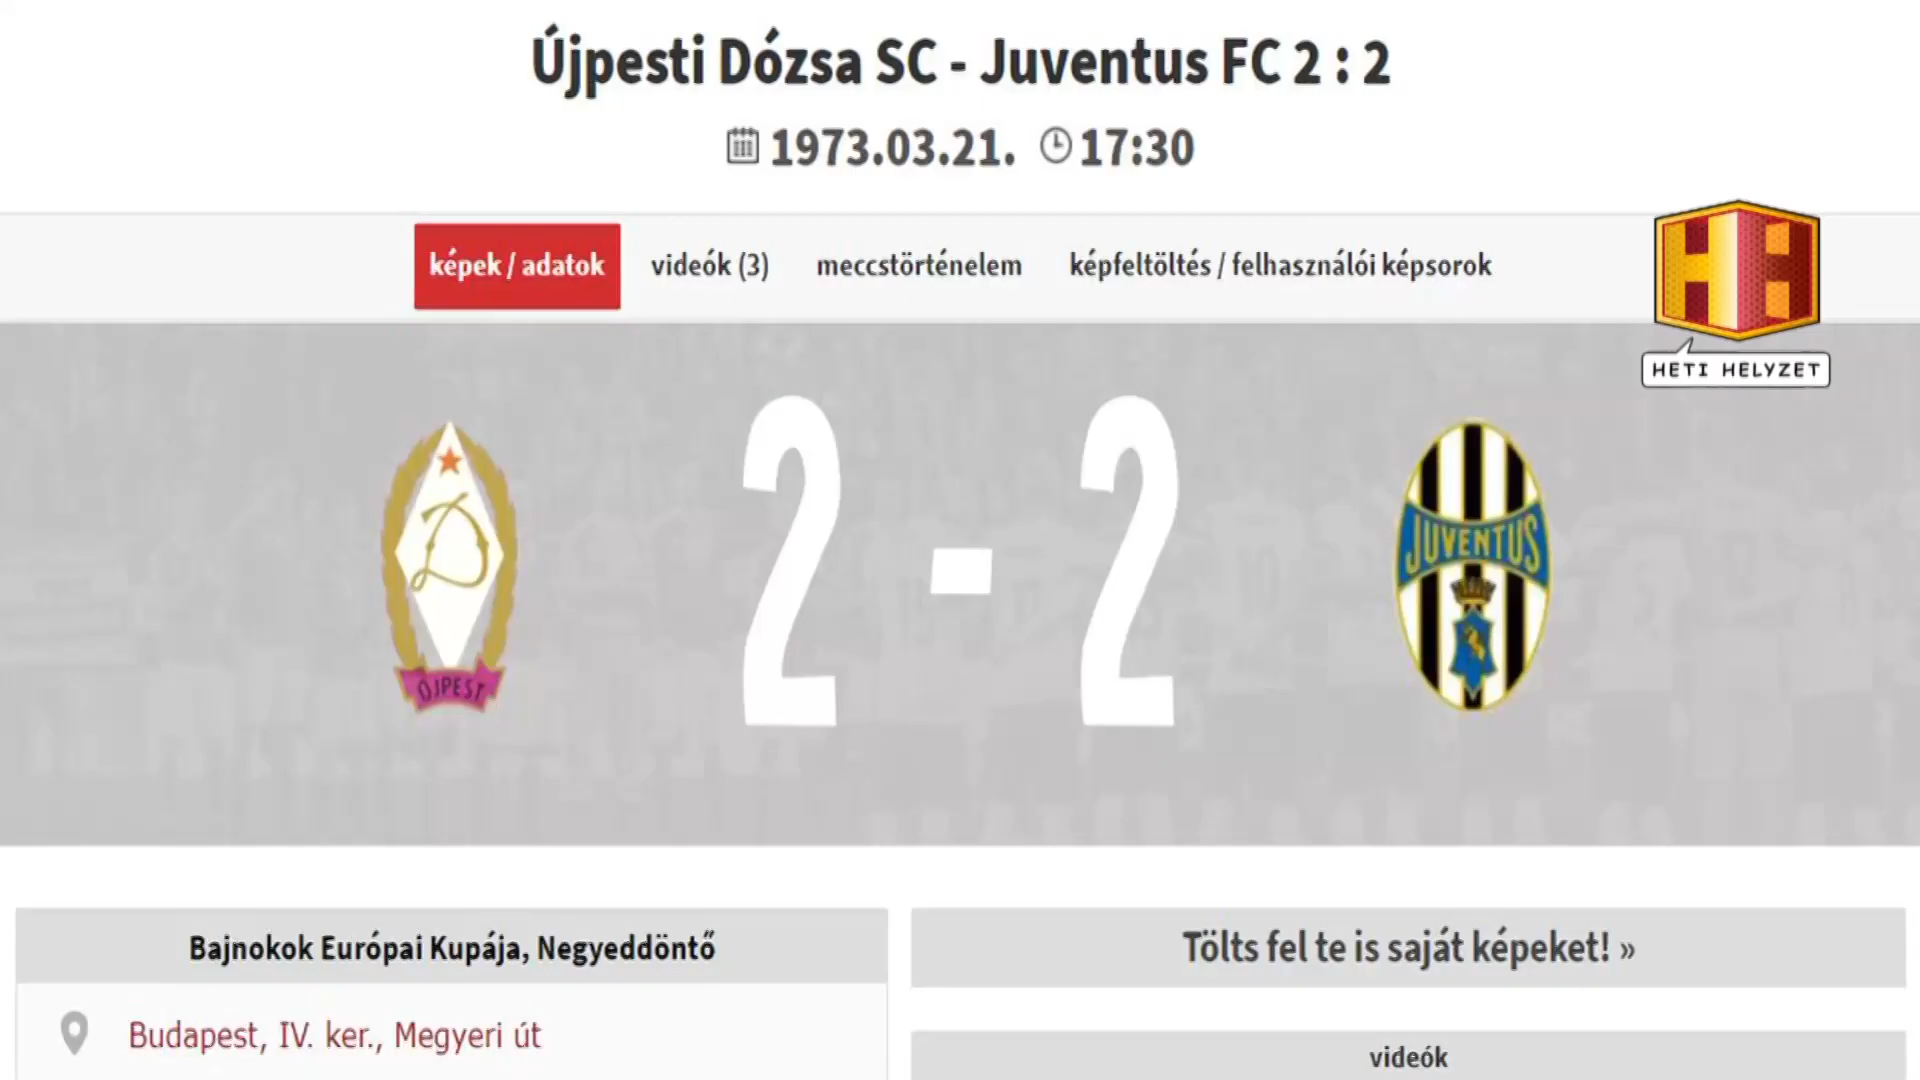 Újpesti Dózsa SC - Juventus FC 2 : 2
1973.03.21. 17:30
képek / adatok videók (3) meccstörténelem képfeltöltés / felhasználói képsorok
HH
HETI HELYZET
2 - 2
D
ÚJPEST
JUVENTUS
Bajnokok Európai Kupája, Negyeddöntő
Budapest, IV. ker., Megyeri út
Tölts fel te is saját képeket! »
videók